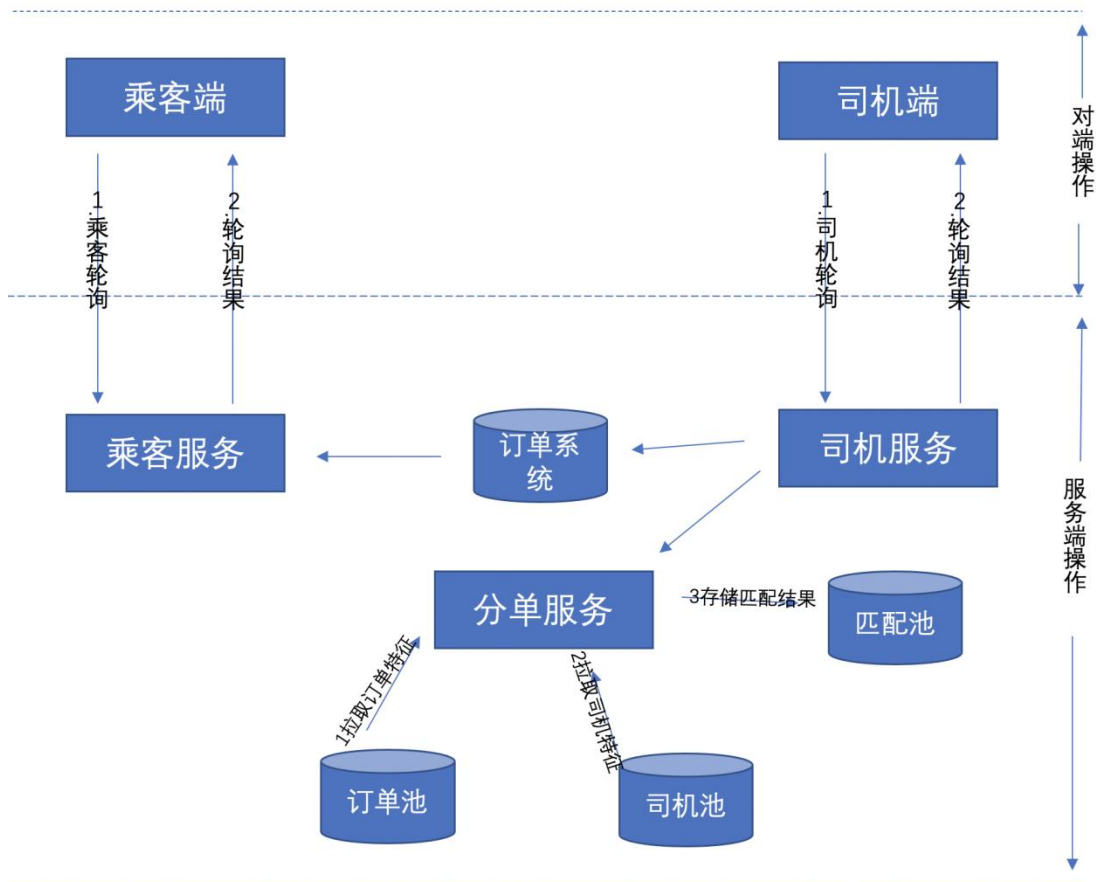 乘客端
司机端
对端操作
1.乘客轮询
2.轮询结果
1.司机轮询
2.轮询结果
乘客服务
订单系
统
司机服务
服务端操作
分单服务
3存储匹配结果
匹配池
1拉取订单特征
2拉取司机特征
订单池
司机池